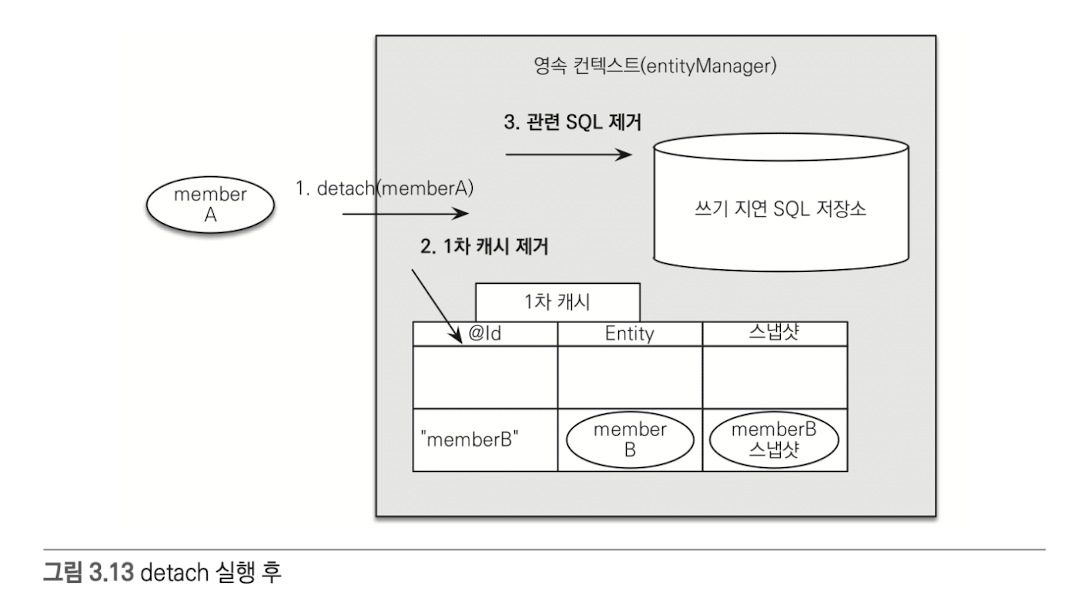 영속 컨텍스트(entityManager)
3. 관련 SQL 제거
member
A
1. detach(memberA)
쓰기 지연 SQL 저장소
2. 1차 캐시 제거
1차 캐시
@Id Entity 스냅샷
"memberB" member
B memberB
스냅샷
그림 3.13 detach 실행 후